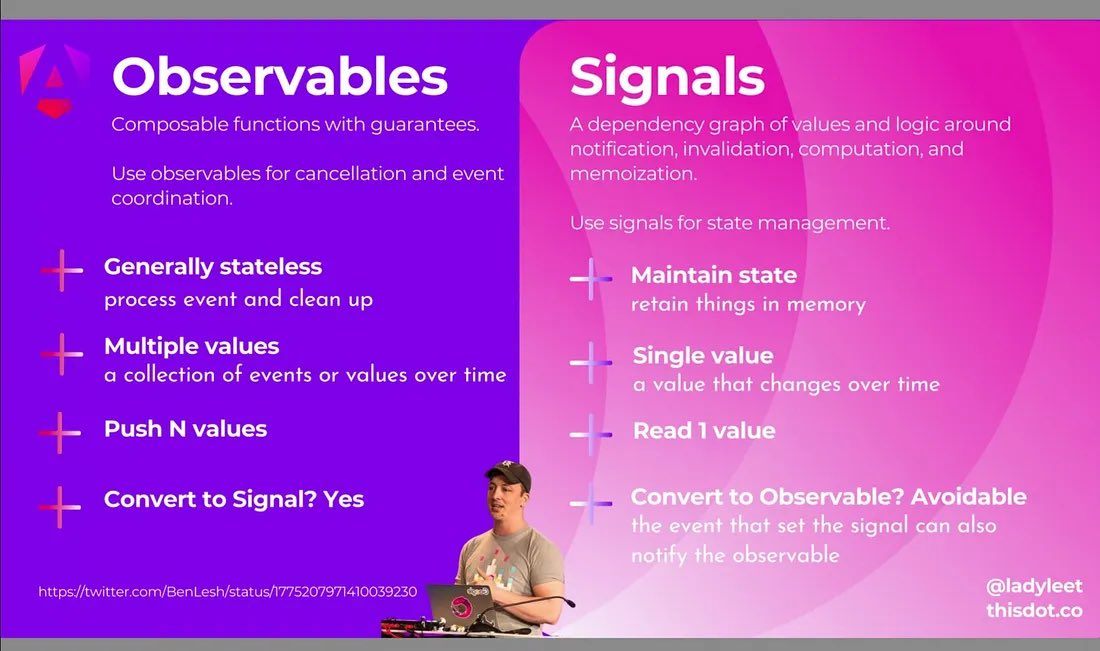 Observables
Composable functions with guarantees.
Use observables for cancellation and event
coordination.
Generally stateless
process event and clean up
Multiple values
a collection of events or values over time
Push N values
Convert to Signal? Yes
https://twitter.com/BenLesh/status/1775207971410039230
Signals
A dependency graph of values and logic around
notification, invalidation, computation, and
memoization.
Use signals for state management.
Maintain state
retain things in memory
Single value
a value that changes over time
Read 1 value
Convert to Observable? Avoidable
the event that set the signal can also
notify the observable
@ladyleet
thisdot.co